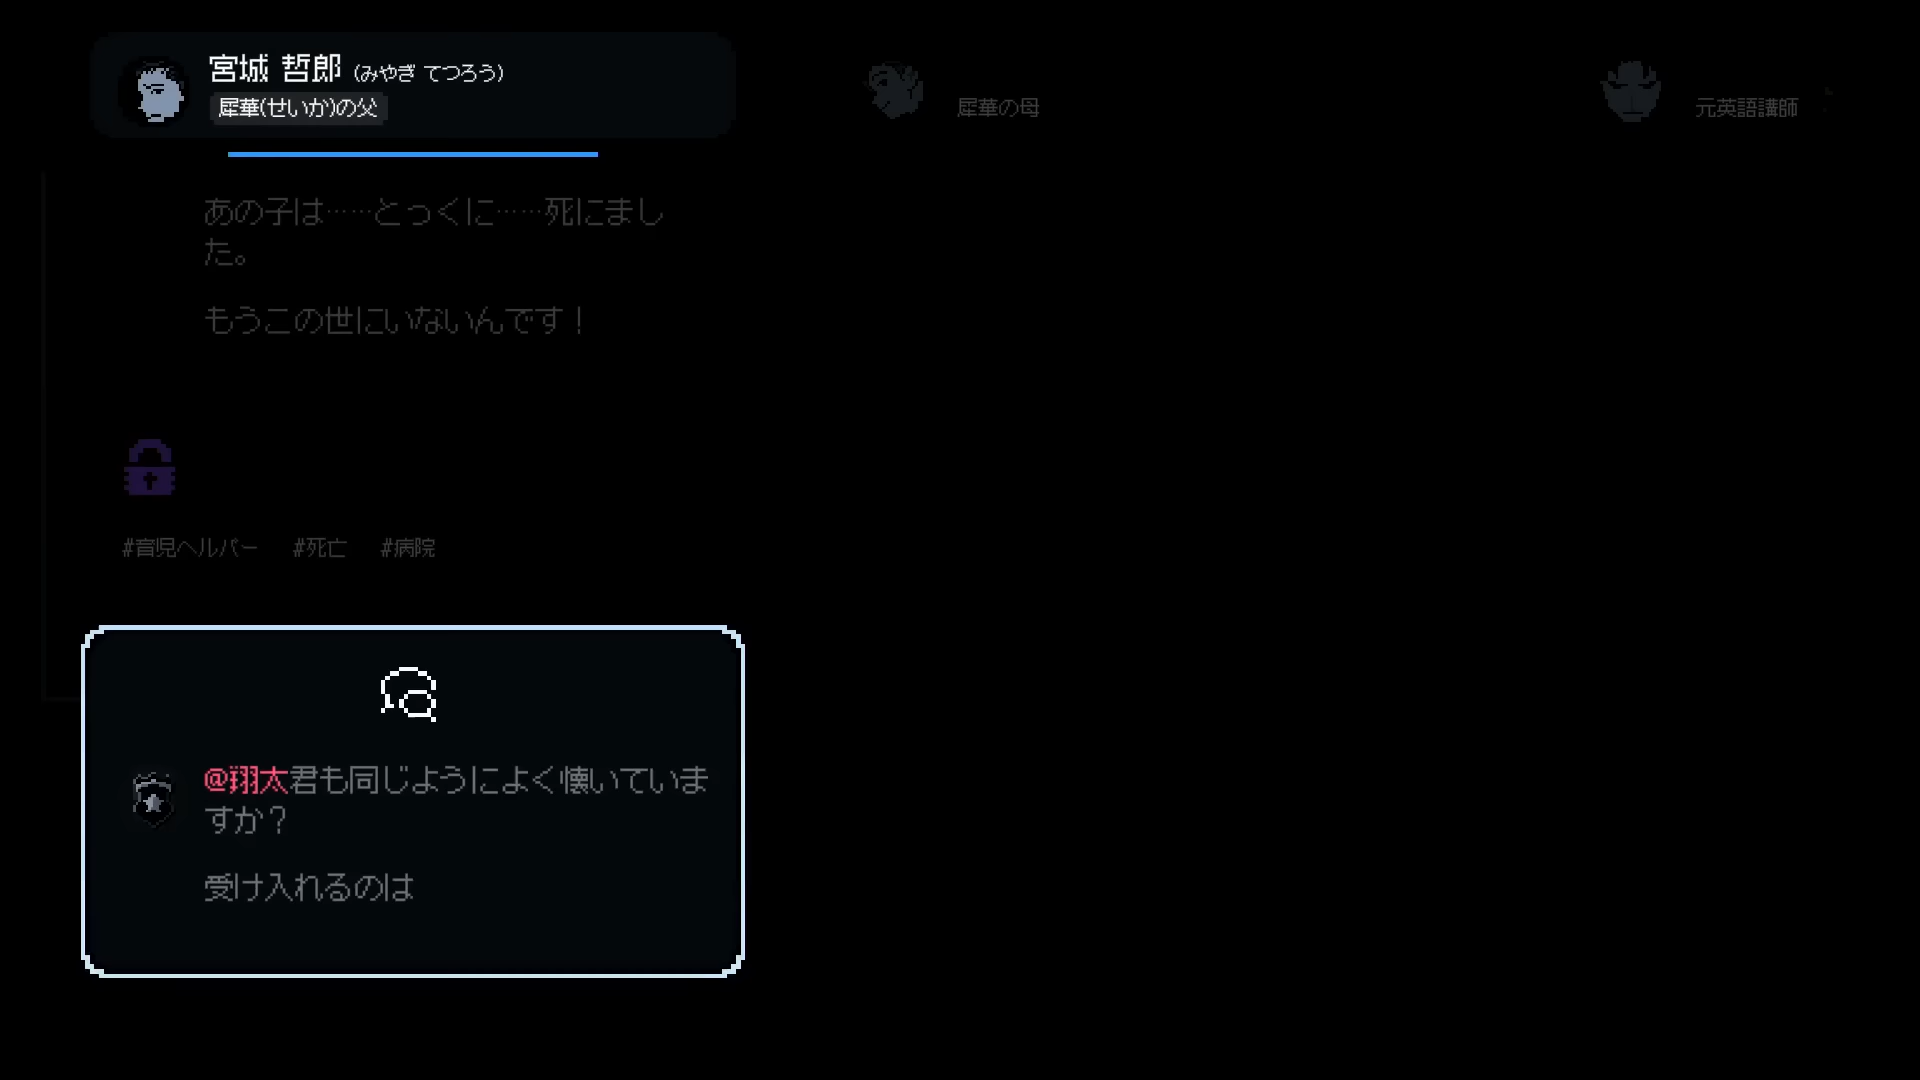 宮城 哲郎 (みやぎ てつろう)
犀華(せいか)の父
犀華の母
元英語講師
あの子は……とっくに……死にまし
た。
もうこの世にいないんです！
#育児ヘルパー #死亡 #病院
@翔太君も同じようによく懐いていま
すか？
受け入れるのは